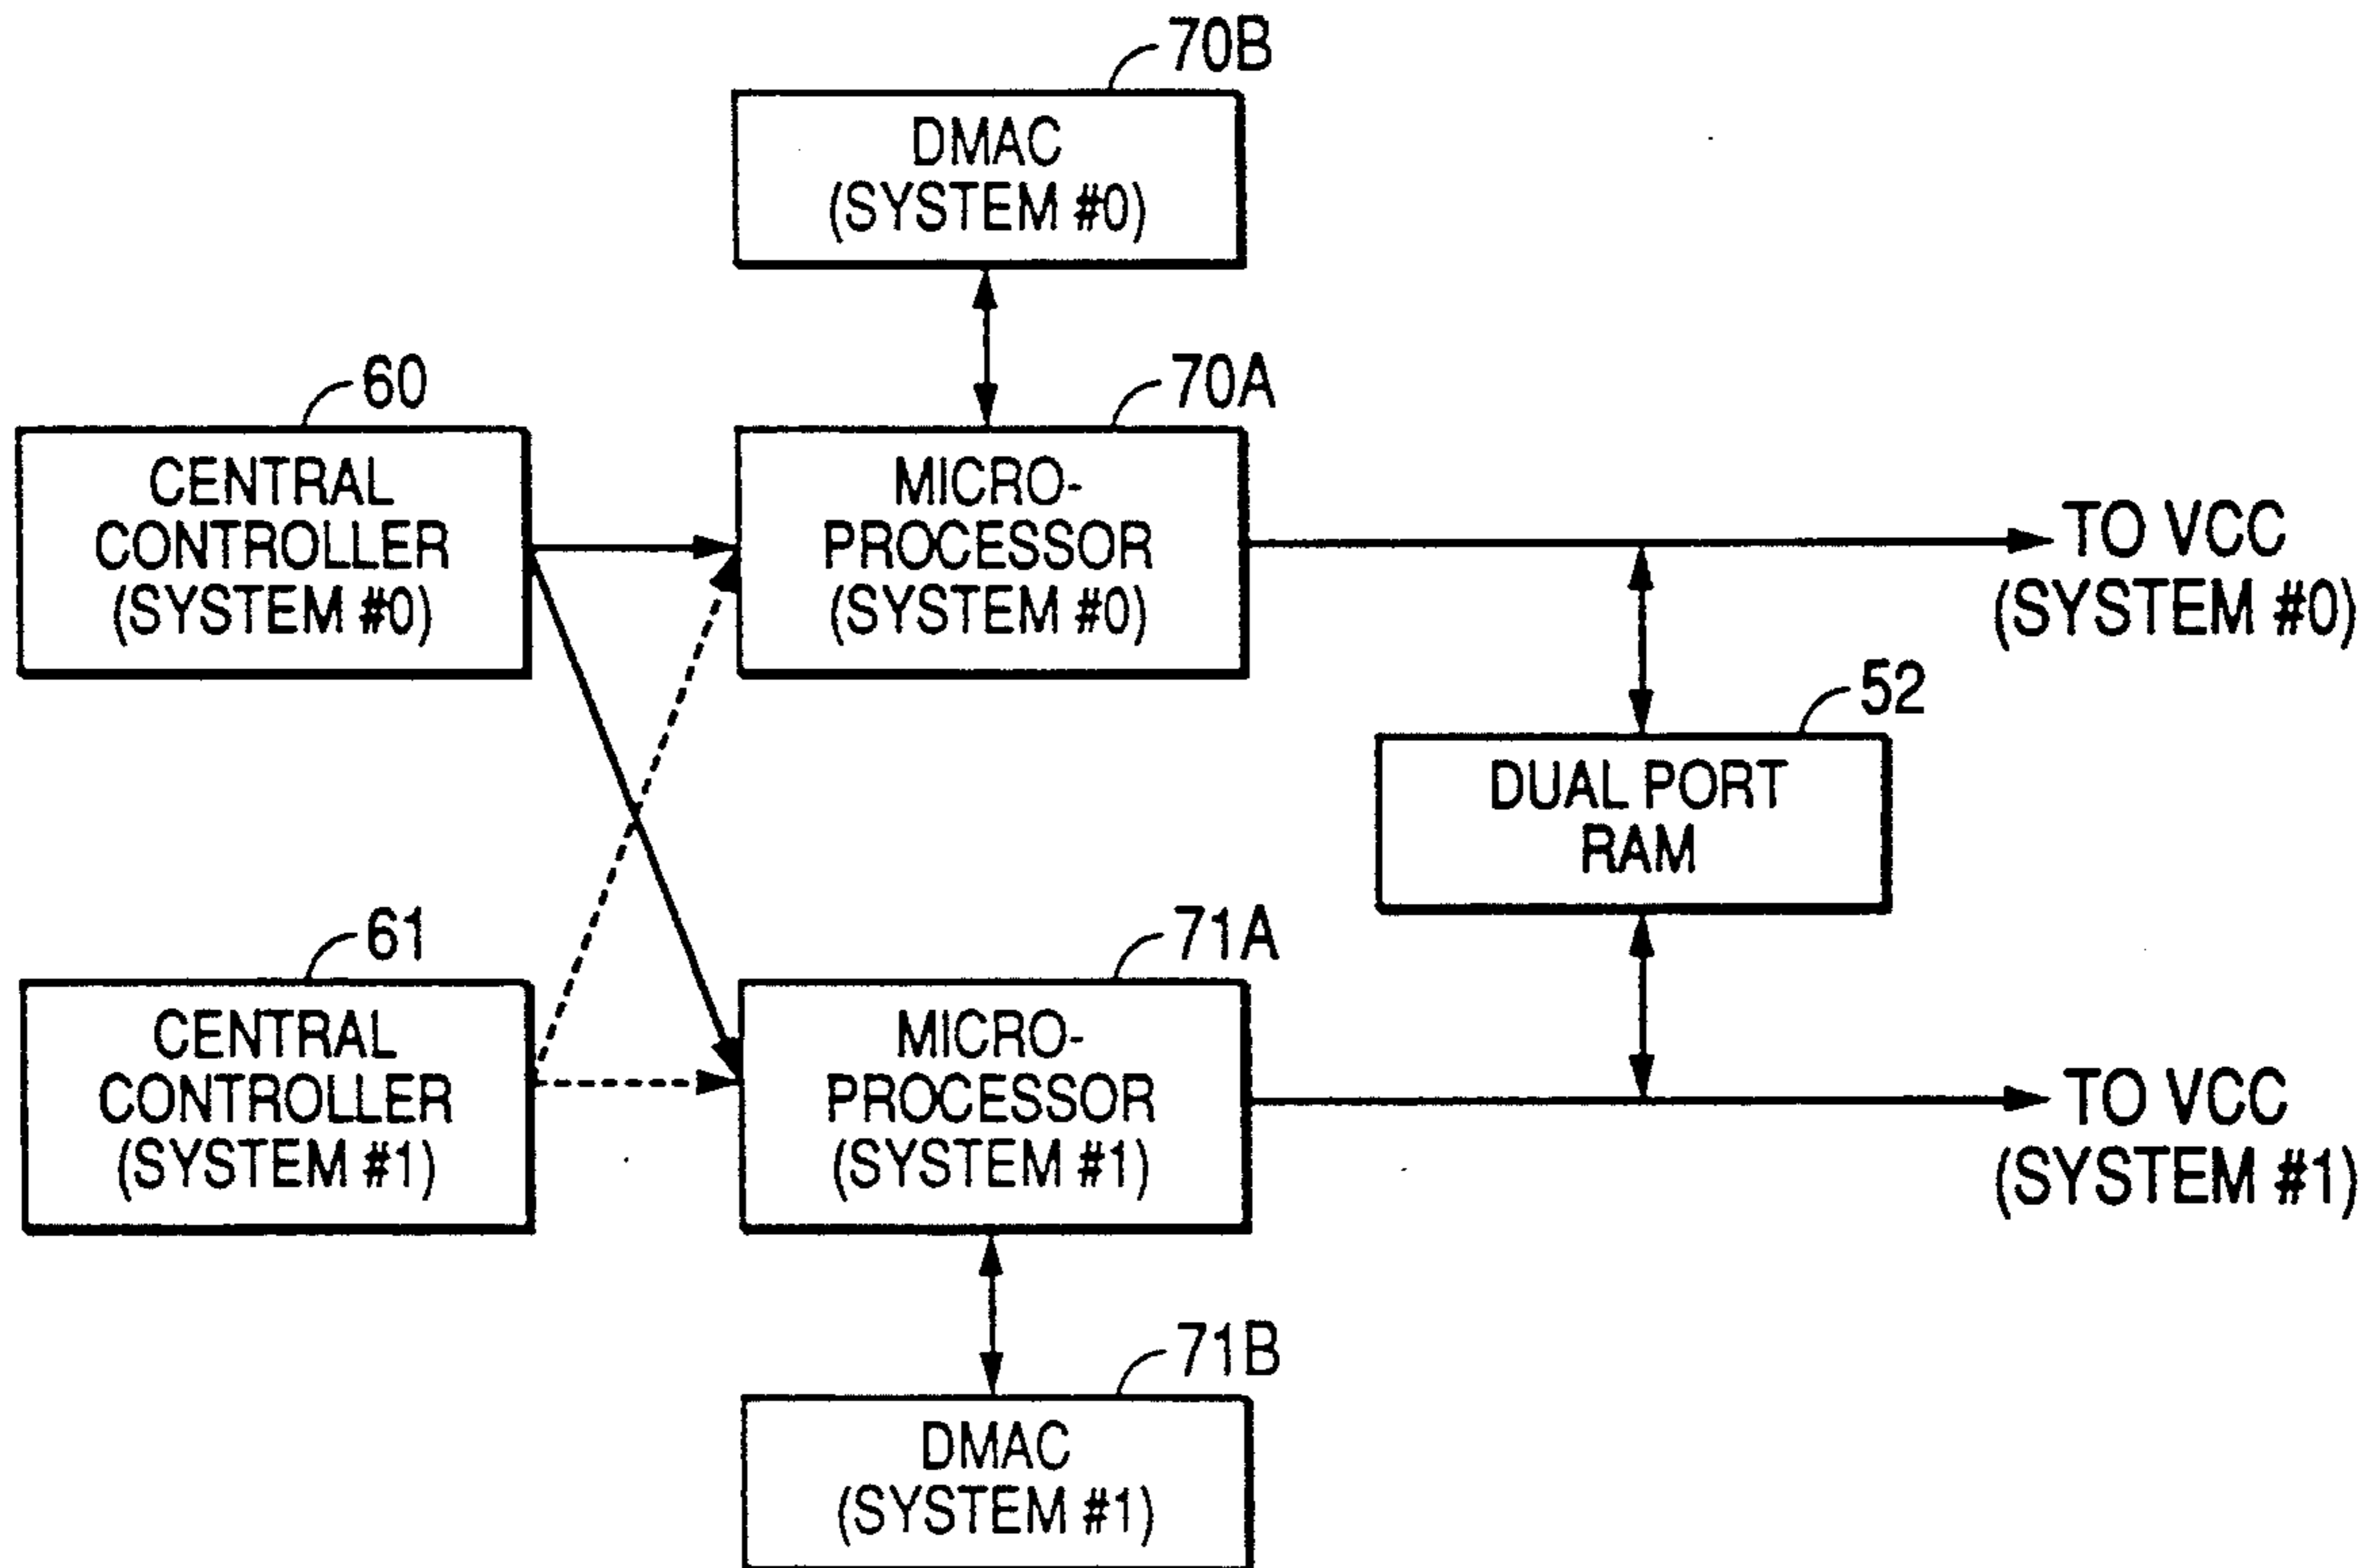 70B
DMAC
(SYSTEM #0)
60
70A
CENTRAL
CONTROLLER
(SYSTEM #0)
MICRO-
PROCESSOR
(SYSTEM #0)
TO VCC
(SYSTEM #0)
52
DUAL PORT
RAM
61
71A
CENTRAL
CONTROLLER
(SYSTEM #1)
MICRO-
PROCESSOR
(SYSTEM #1)
TO VCC
(SYSTEM #1)
71B
DMAC
(SYSTEM #1)